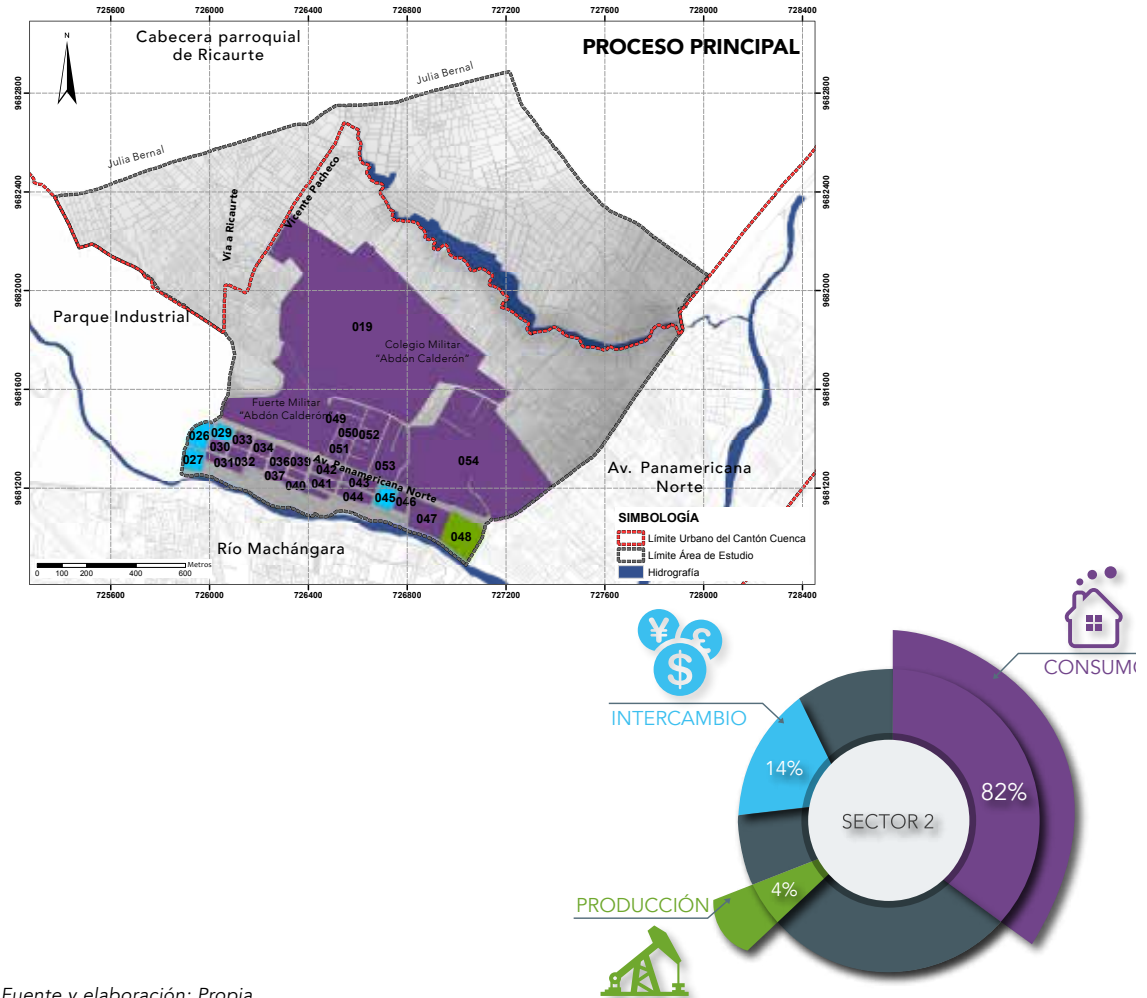 725600 726000 726400 726800 727200 727600 728000 728400
Cabecera parroquial
de Ricaurte
PROCESO PRINCIPAL
N
Julia Bernal
9682800 9682800
Julia Bernal
Vicente Pacheco
Vía a Ricaurte
9682400 9682400
9682000 9682000
Parque Industrial
019
Colegio Militar
"Abdón Calderón"
9681600 9681600
Fuerte Militar
"Abdón Calderón"
049
026 029 033 050 052
030 034 051
027 031 032 036 039 042 053 054
037 043
040 041 044 045 046
047
048
Av. Panamericana Norte
Av. Panamericana
Norte
9681200 9681200
Río Machángara
SIMBOLOGÍA
Límite Urbano del Cantón Cuenca
Límite Área de Estudio
Hidrografía
0 100 200 400 600 Metros
725600 726000 726400 726800 727200 727600 728000 728400
¥ £
$
INTERCAMBIO
CONSUMO
14%
82%
SECTOR 2
4%
PRODUCCIÓN
Fuente y elaboración: Propia